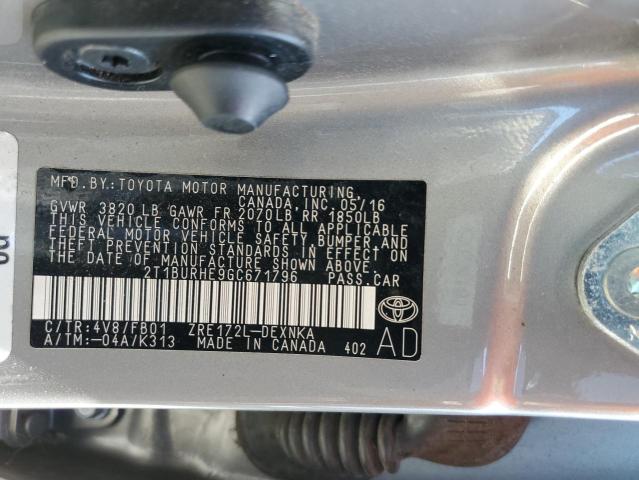 MFD.BY:TOYOTA MOTOR MANUFACTURING,
CANADA, INC. 05/16
GVWR 3820LB GAWR FR 2070LB RR 1850LB
THIS VEHICLE CONFORMS TO ALL APPLICABLE
FEDERAL MOTOR VEHICLE SAFETY, BUMPER AND
THEFT PREVENTION STANDARDS IN EFFECT ON
THE DATE OF MANUFACTURE SHOWN ABOVE.
2T1BURHE9GC671796 PASS.CAR
C/TR:4V8/FB01 ZRE172L-DEXNKA
A/TM:-04A/K313 MADE IN CANADA 402 AD